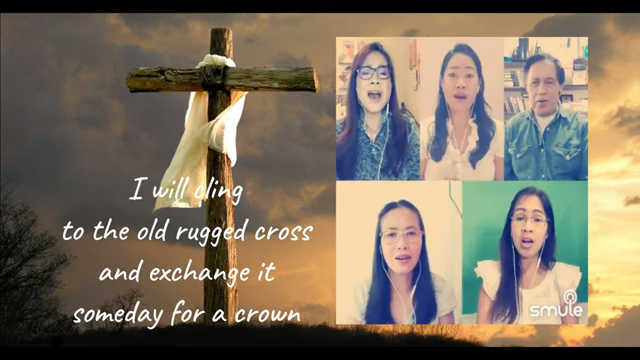 I will cling
to the old rugged cross
and exchange it
someday for a crown
smule